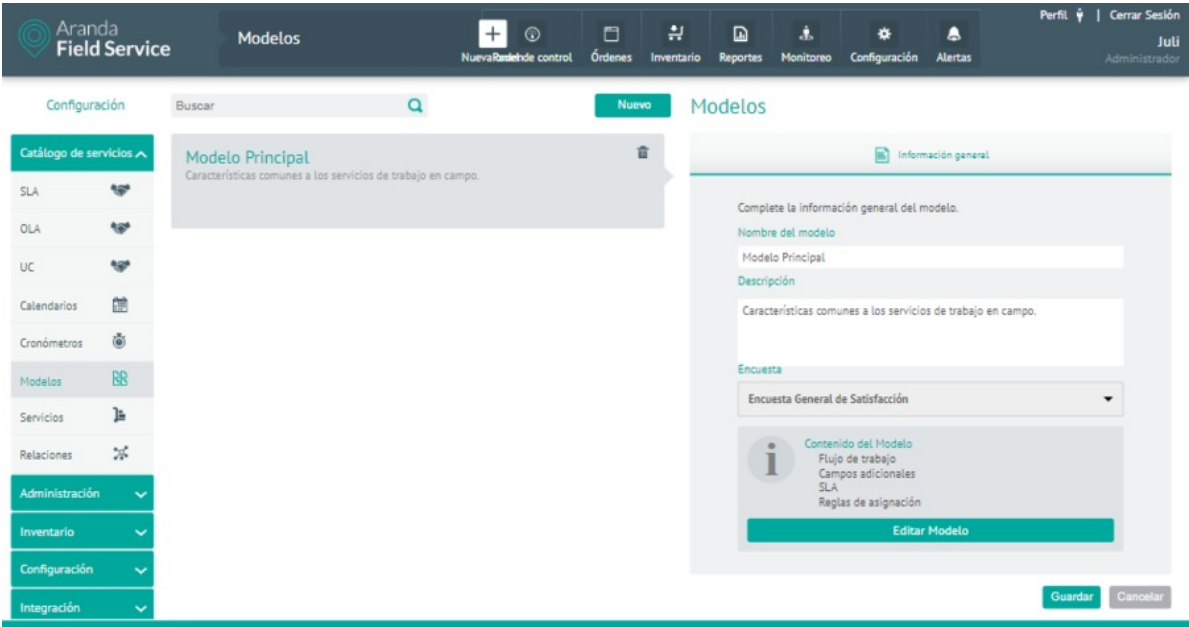 Aranda
Field Service
Modelos
Nueva
de control
Órdenes
Inventario
Reportes
Monitoreo
Configuración
Alertas
Perfil | Cerrar Sesión
Juli
Administrador
Configuración
Catálogo de servicios
SLA
OLA
UC
Calendarios
Cronómetros
Modelos
Servicios
Relaciones
Administración
Inventario
Configuración
Integración
Buscar
Nuevo
Modelo Principal
Características comunes a los servicios de trabajo en campo.
Modelos
Información general
Complete la información general del modelo.
Nombre del modelo
Modelo Principal
Descripción
Características comunes a los servicios de trabajo en campo.
Encuesta
Encuesta General de Satisfacción
Contenido del Modelo
Flujo de trabajo
Campos adicionales
SLA
Reglas de asignación
Editar Modelo
Guardar
Cancelar